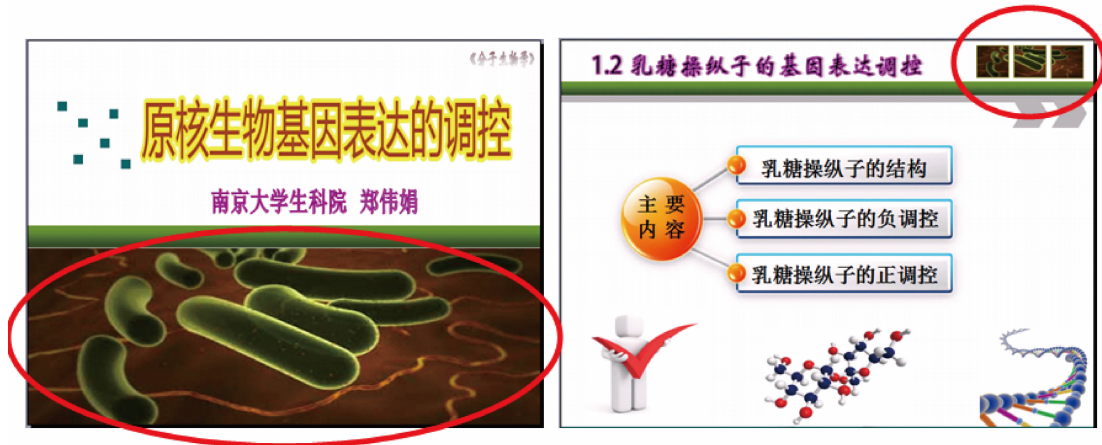 《分子生物学》
原核生物基因表达的调控
南京大学生科院 郑伟娟
1.2 乳糖操纵子的基因表达调控
主要
内容
乳糖操纵子的结构
乳糖操纵子的负调控
乳糖操纵子的正调控